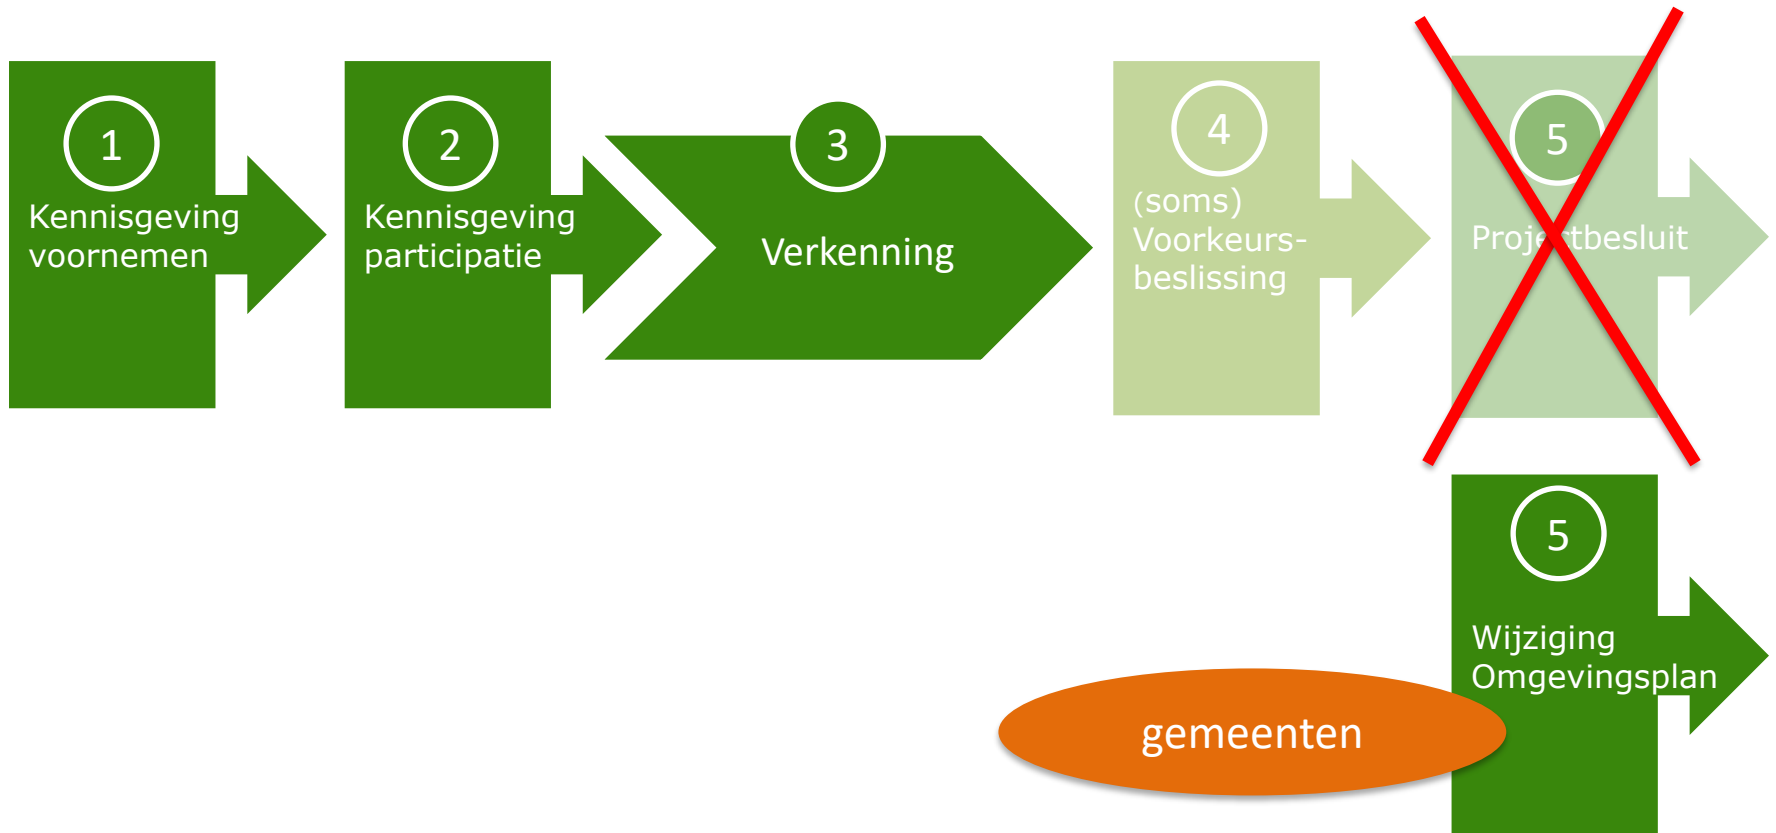 1
Kennisgeving
voornemen
2
Kennisgeving
participatie
3
Verkenning
4
(soms)
Voorkeurs-
beslissing
5
Projectbesluit
5
Wijziging
Omgevingsplan
gemeenten